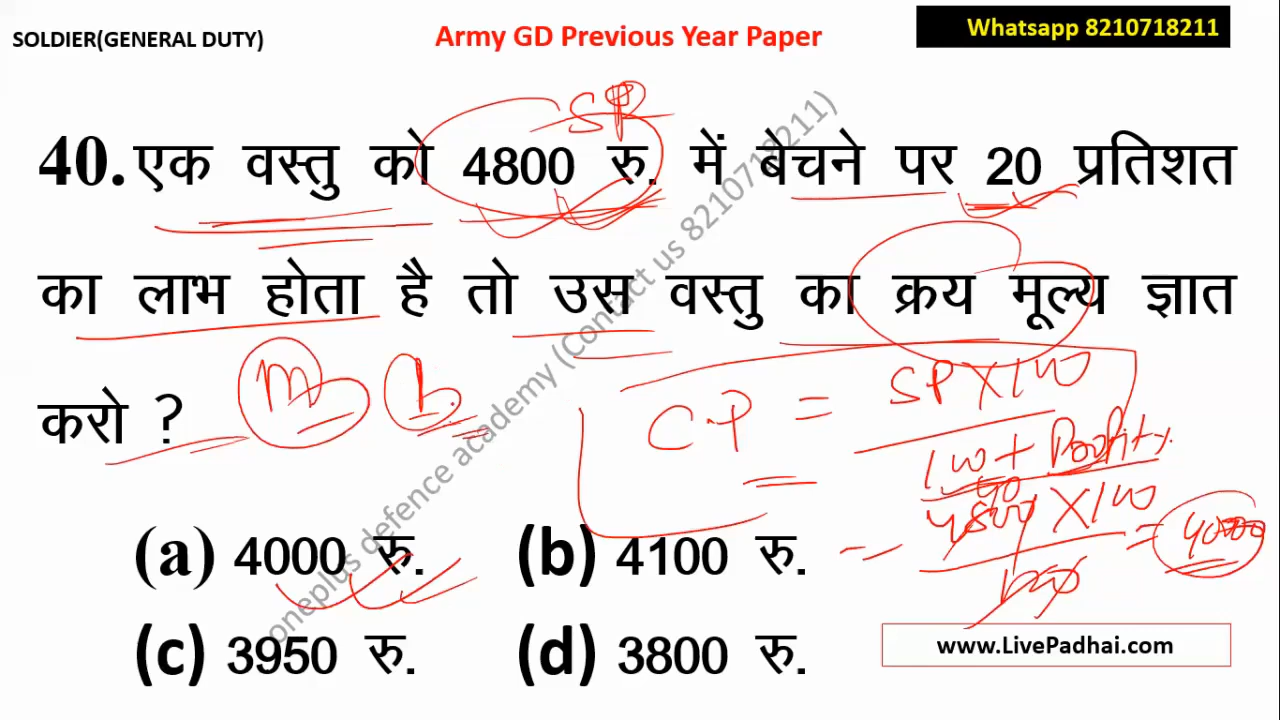 SOLDIER(GENERAL DUTY)
Army GD Previous Year Paper
Whatsapp 8210718211
SP
40. एक वस्तु को 4800 रु. में बैचने पर 20 प्रतिशत
का लाभ होता है तो उस वस्तु का क्रय मूल्य ज्ञात
करो ?
CP = SP X 100
100 + Profit%
= 4800 X 100 = 4000
120
(a) 4000 रु.
(b) 4100 रु.
(c) 3950 रु.
(d) 3800 रु.
oneplus defence academy (Contact us 8210718211)
www.LivePadhai.com